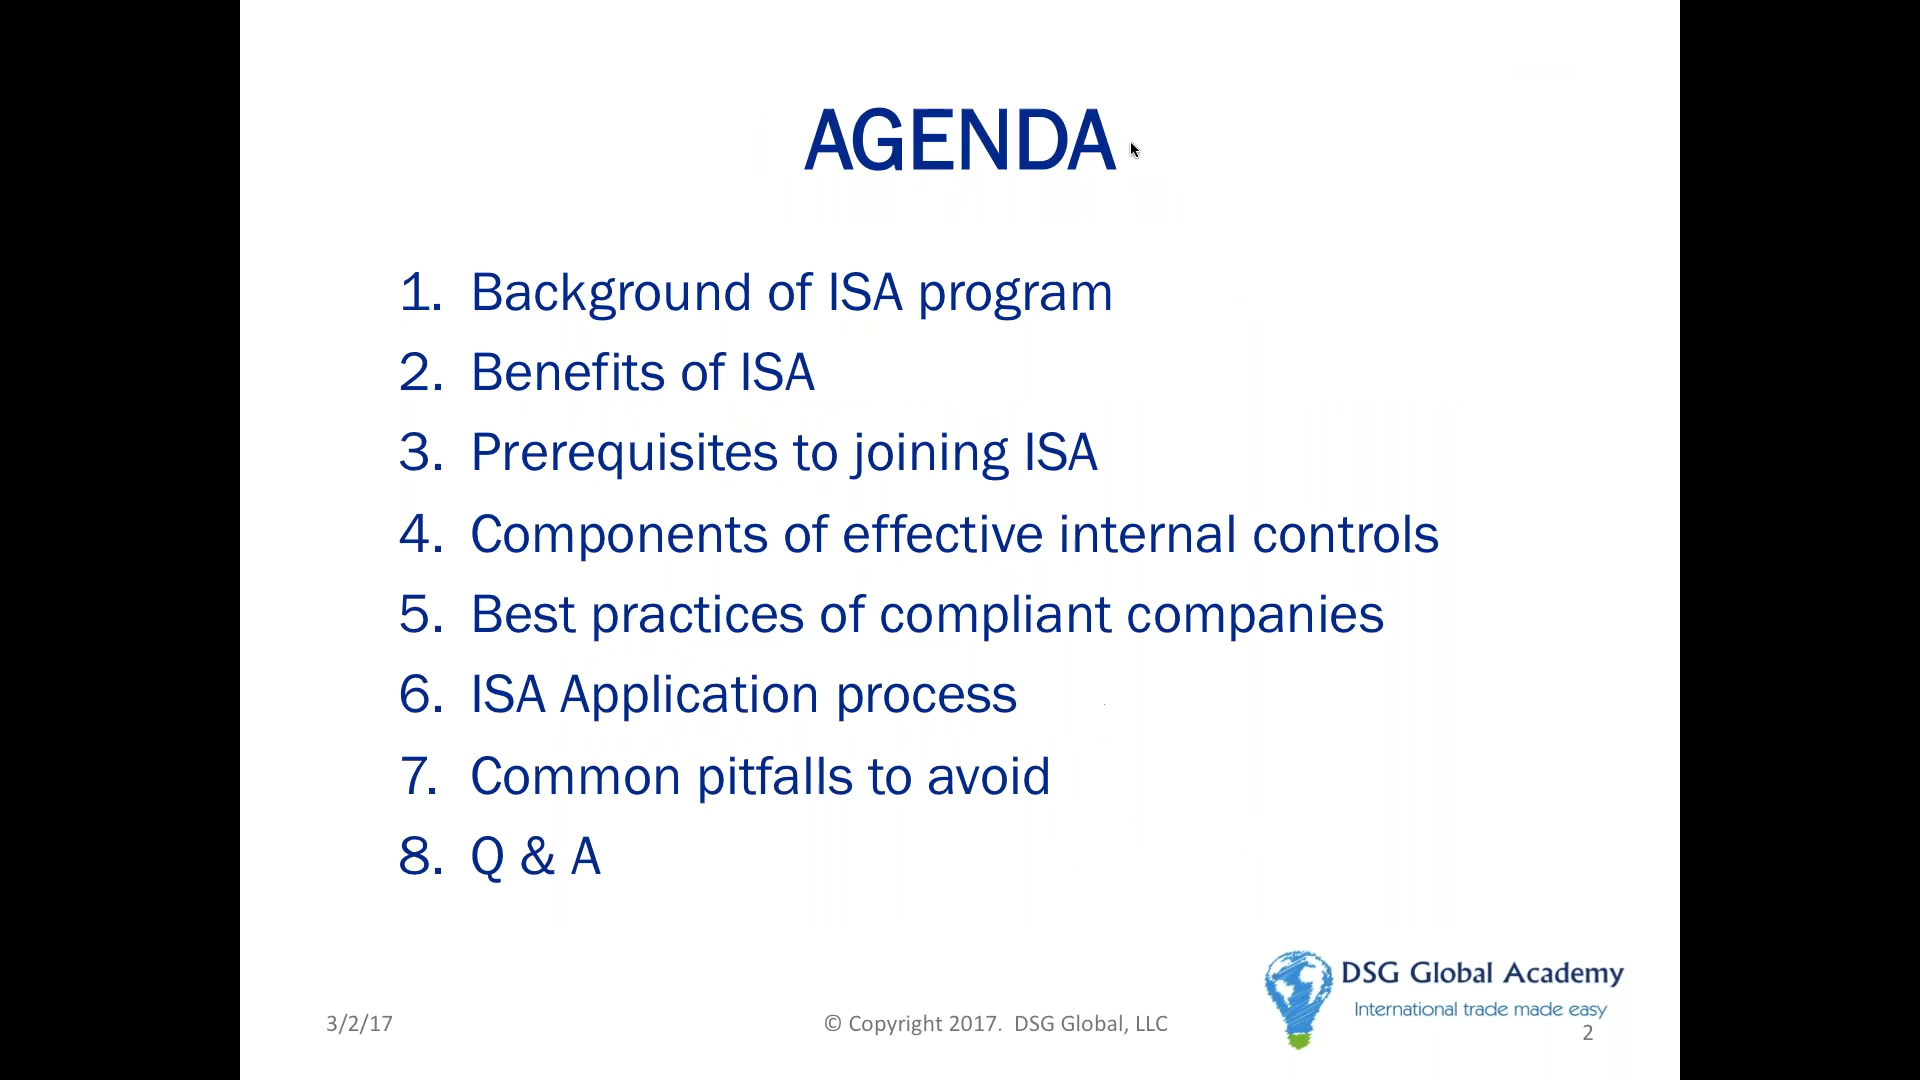 AGENDA
1. Background of ISA program
2. Benefits of ISA
3. Prerequisites to joining ISA
4. Components of effective internal controls
5. Best practices of compliant companies
6. ISA Application process
7. Common pitfalls to avoid
8. Q & A
DSG Global Academy
International trade made easy
3/2/17
© Copyright 2017. DSG Global, LLC
2